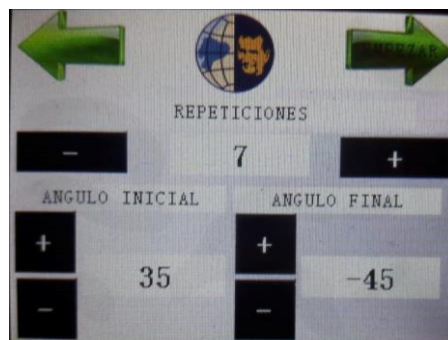 EMPEZAR
REPETICIONES
- 7 +
ANGULO INICIAL ANGULO FINAL
+ +
35 -45
- -